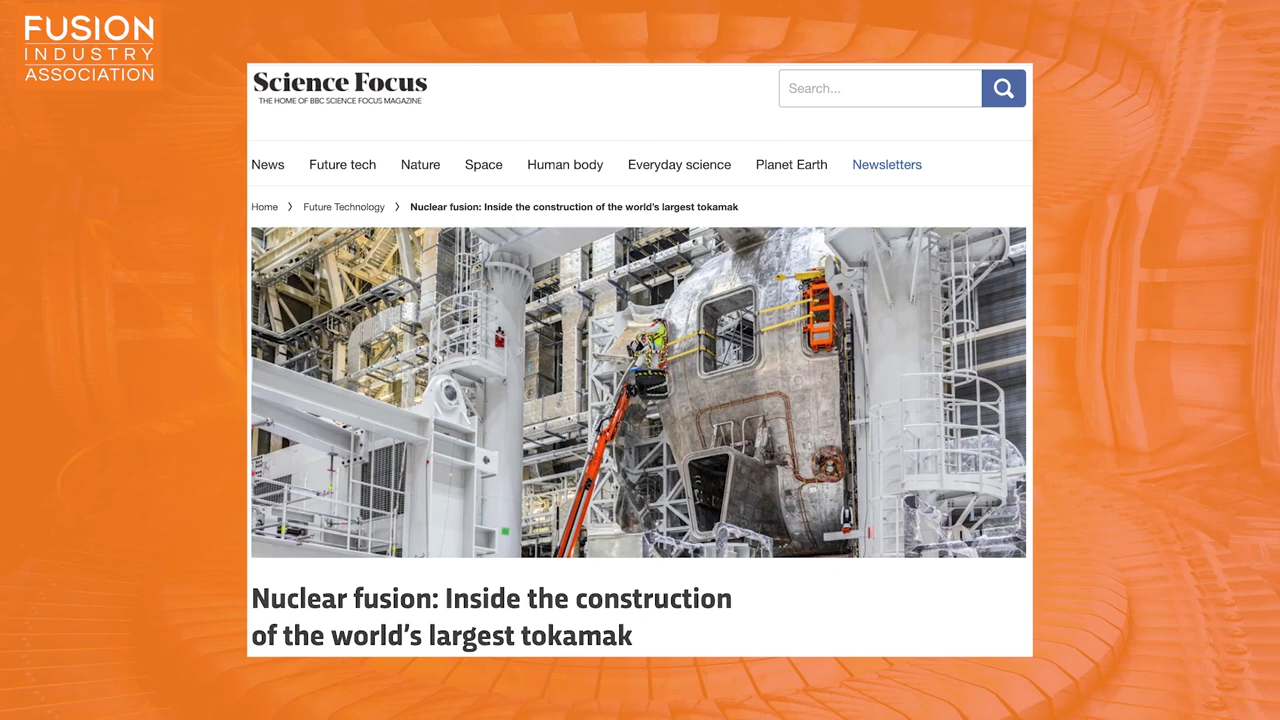 FUSION
INDUSTRY
ASSOCIATION
Science Focus
THE HOME OF BBC SCIENCE FOCUS MAGAZINE
Search...
News Future tech Nature Space Human body Everyday science Planet Earth Newsletters
Home > Future Technology > Nuclear fusion: Inside the construction of the world's largest tokamak
Nuclear fusion: Inside the construction
of the world's largest tokamak